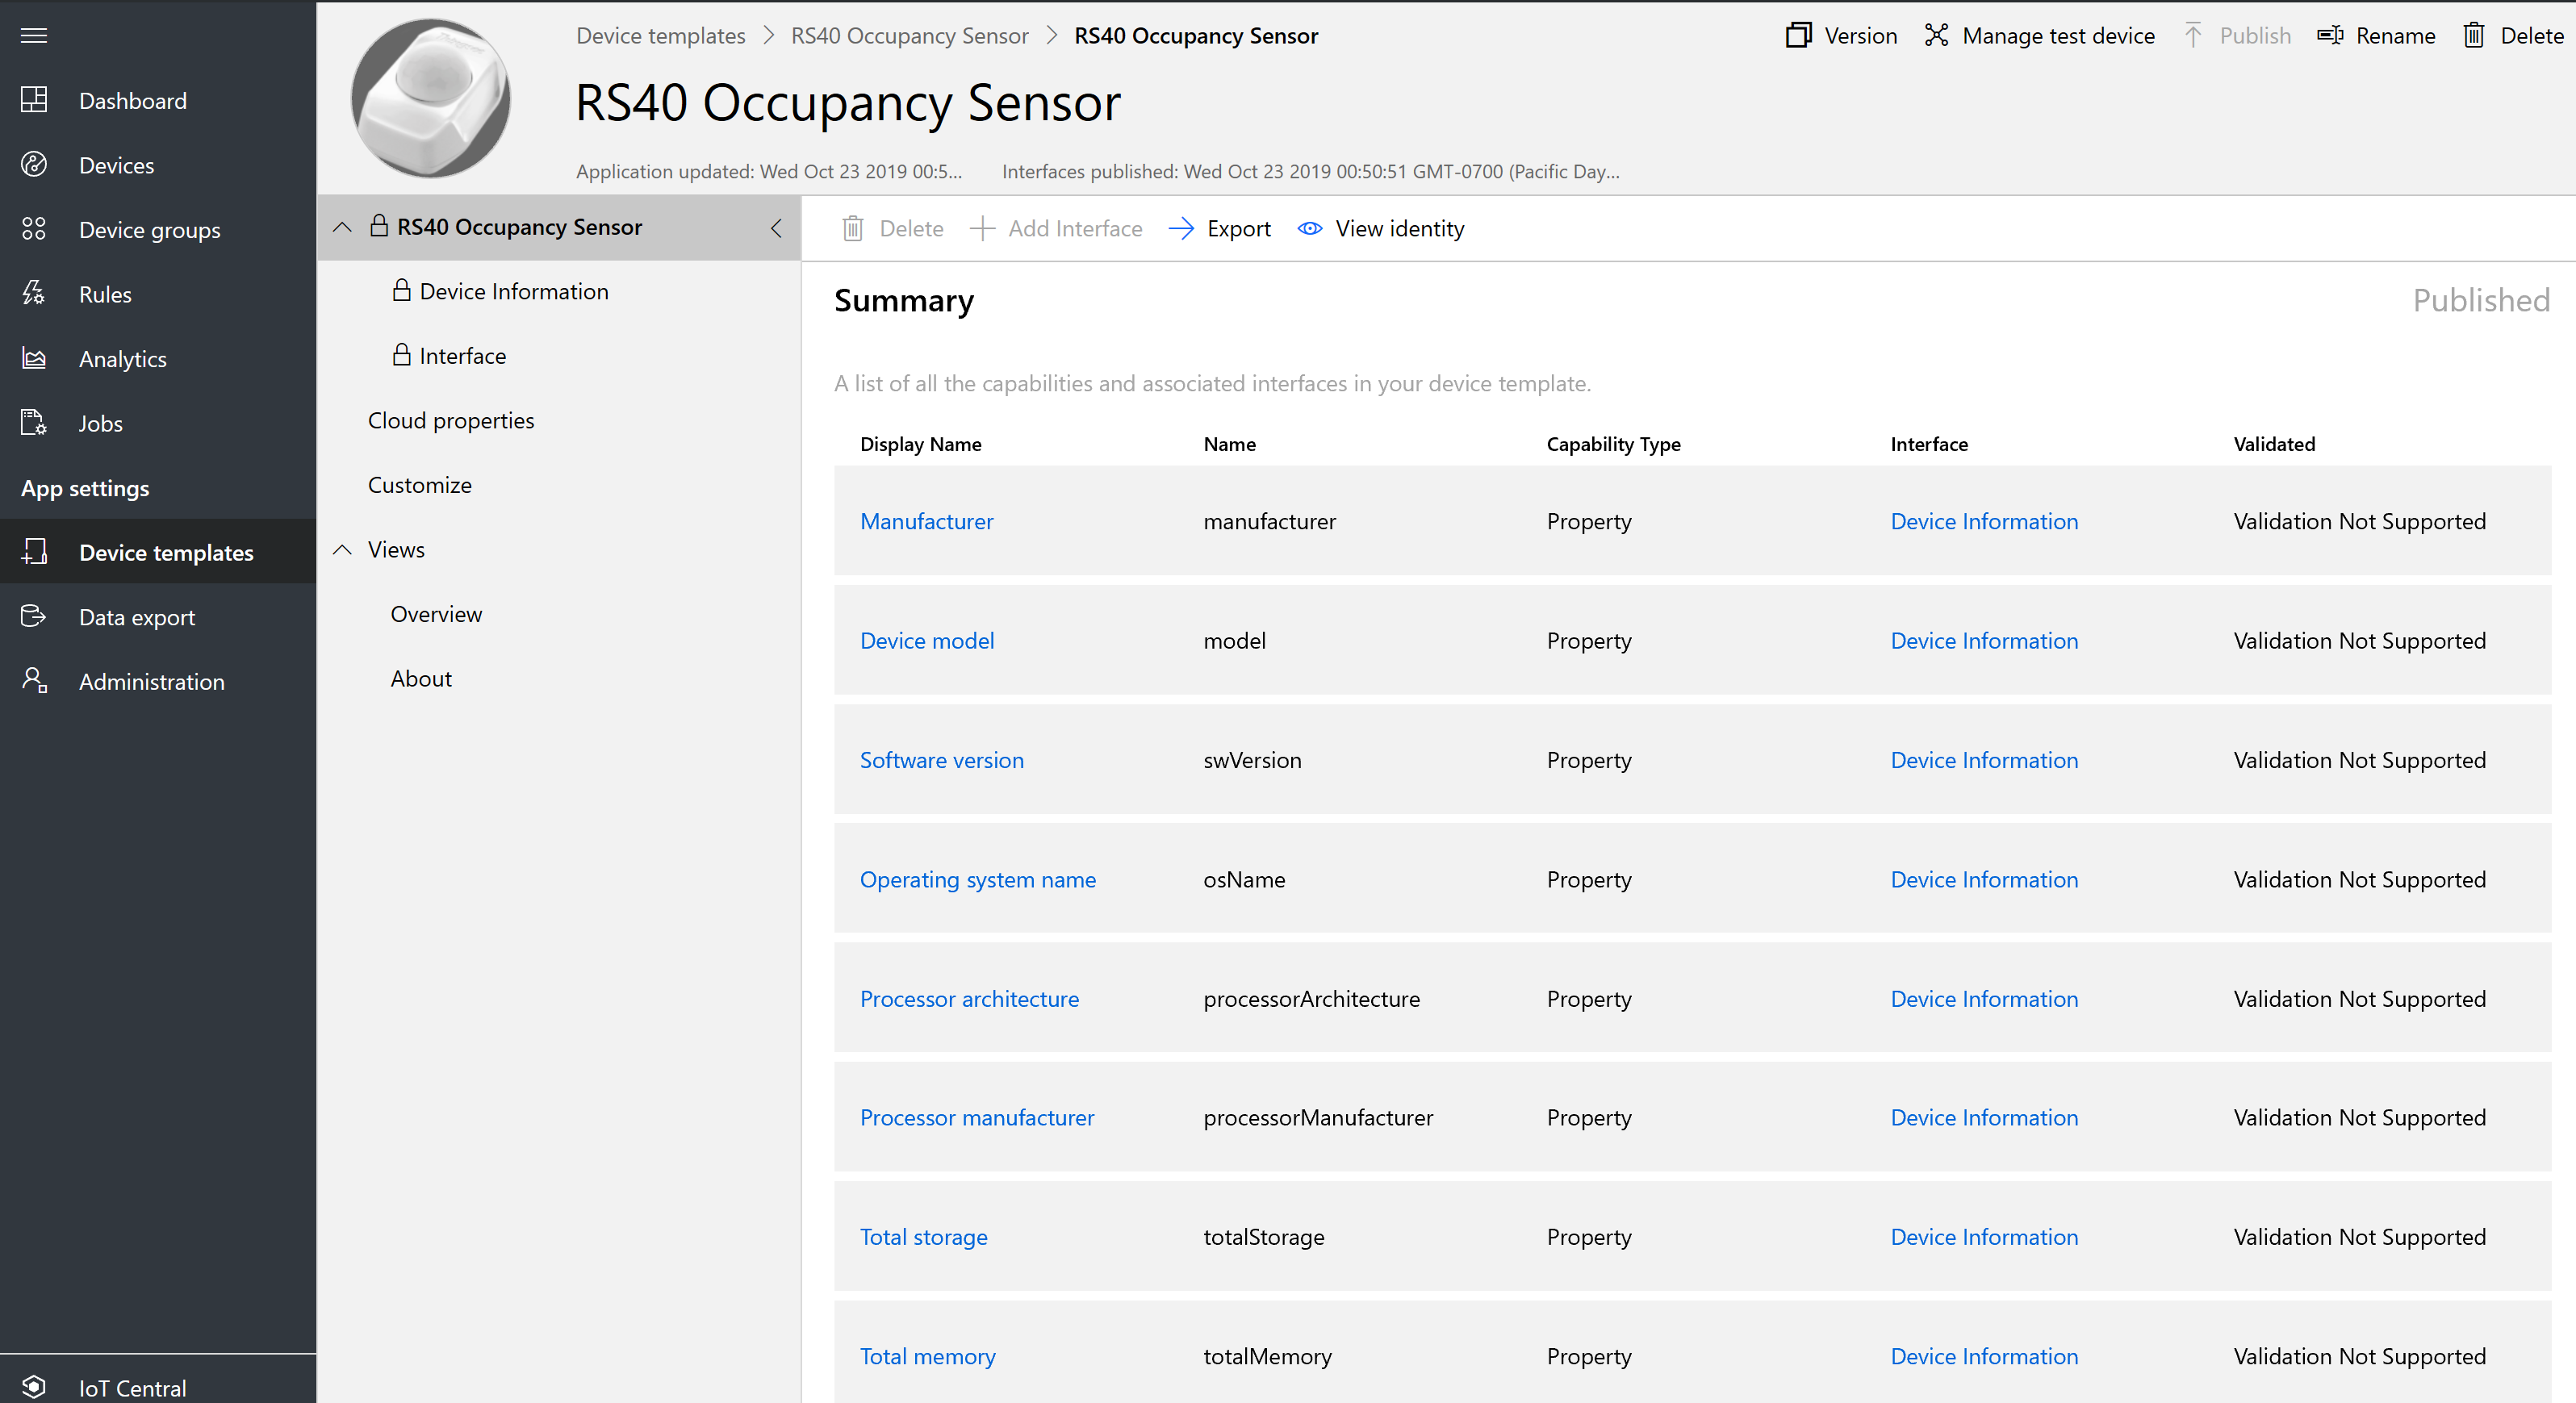 Device templates > RS40 Occupancy Sensor > RS40 Occupancy Sensor
Version
Manage test device
Publish
Rename
Delete
RS40 Occupancy Sensor
Application updated: Wed Oct 23 2019 00:5...
Interfaces published: Wed Oct 23 2019 00:50:51 GMT-0700 (Pacific Day...
Dashboard
Devices
Device groups
Rules
Analytics
Jobs
App settings
Device templates
Data export
Administration
IoT Central
RS40 Occupancy Sensor
Device Information
Interface
Cloud properties
Customize
Views
Overview
About
Delete
Add Interface
Export
View identity
Summary
Published
A list of all the capabilities and associated interfaces in your device template.
Display Name Name Capability Type Interface Validated
Manufacturer manufacturer Property Device Information Validation Not Supported
Device model model Property Device Information Validation Not Supported
Software version swVersion Property Device Information Validation Not Supported
Operating system name osName Property Device Information Validation Not Supported
Processor architecture processorArchitecture Property Device Information Validation Not Supported
Processor manufacturer processorManufacturer Property Device Information Validation Not Supported
Total storage totalStorage Property Device Information Validation Not Supported
Total memory totalMemory Property Device Information Validation Not Supported